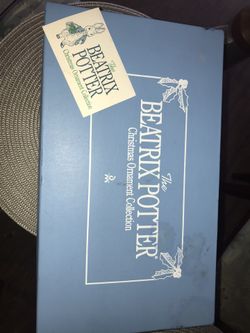 The
BEATRIX
POTTER
Christmas Ornament Collection
The
BEATRIX POTTER
Christmas Ornament Collection